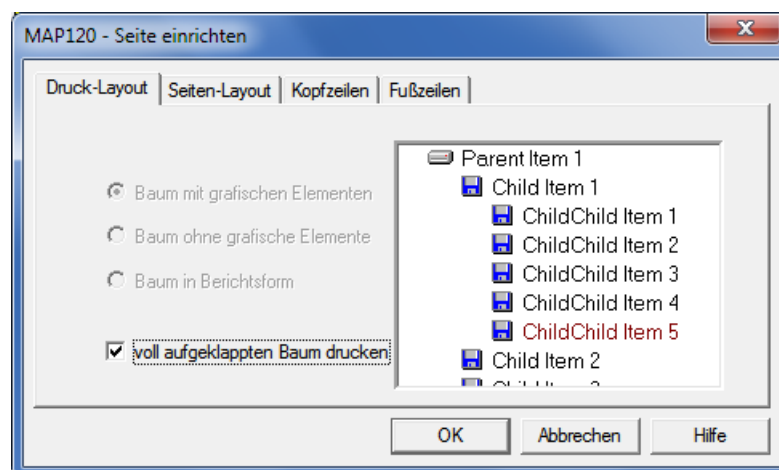 MAP120 - Seite einrichten
Druck-Layout
Seiten-Layout
Kopfzeilen
Fußzeilen
Baum mit grafischen Elementen
Baum ohne grafische Elemente
Baum in Berichtsform
voll aufgeklappten Baum drucken
Parent Item 1
Child Item 1
ChildChild Item 1
ChildChild Item 2
ChildChild Item 3
ChildChild Item 4
ChildChild Item 5
Child Item 2
OK
Abbrechen
Hilfe